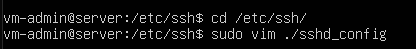 vm-admin@server:/etc/ssh$ cd /etc/ssh/
vm-admin@server:/etc/ssh$ sudo vim ./sshd_config